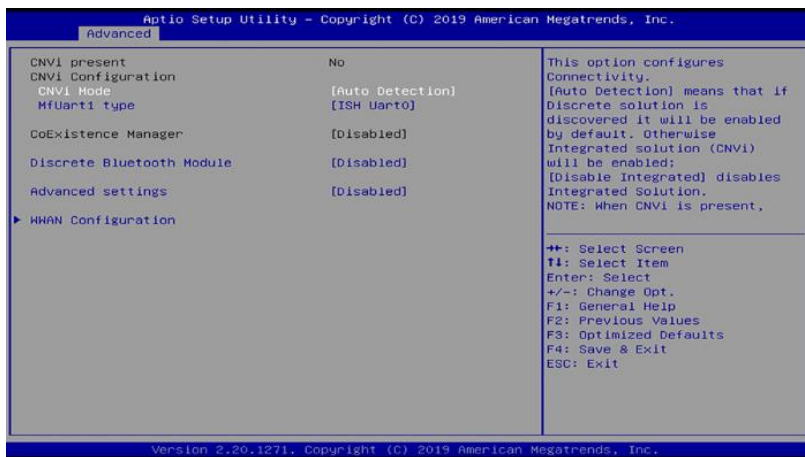 Aptio Setup Utility – Copyright (C) 2019 American Megatrends, Inc.
Advanced
CNVi present No
CNVi Configuration
CNVi Mode [Auto Detection]
MfUart1 type [ISH Uart0]
CoExistence Manager [Disabled]
Discrete Bluetooth Module [Disabled]
Advanced settings [Disabled]
► WWAN Configuration
This option configures
Connectivity.
[Auto Detection] means that if
Discrete solution is
discovered it will be enabled
by default. Otherwise
Integrated solution (CNVi)
will be enabled;
[Disable Integrated] disables
Integrated Solution.
NOTE: When CNVi is present,
→←: Select Screen
↑↓: Select Item
Enter: Select
+/-: Change Opt.
F1: General Help
F2: Previous Values
F3: Optimized Defaults
F4: Save & Exit
ESC: Exit
Version 2.20.1271. Copyright (C) 2019 American Megatrends, Inc.